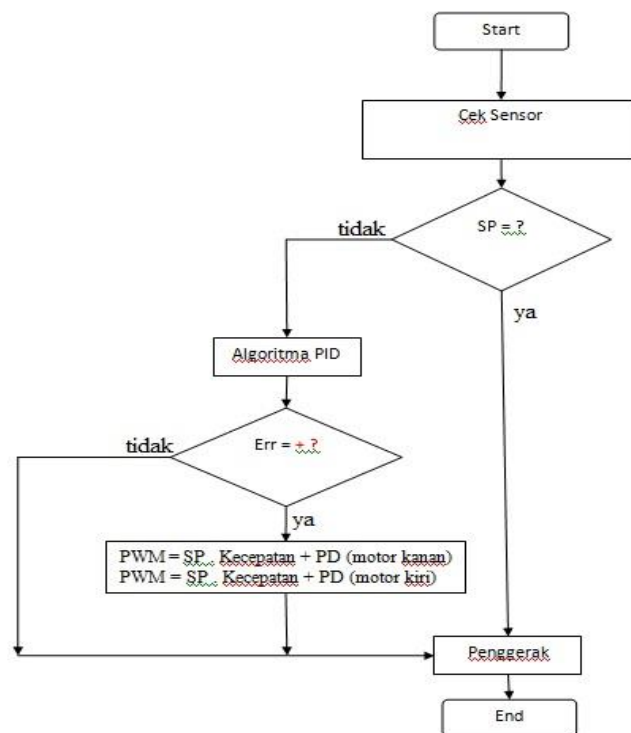 Start
Cek Sensor
SP = ?
tidak
ya
Algoritma PID
Err = + ?
tidak
ya
PWM = SP . Kecepatan + PD (motor kanan)
PWM = SP . Kecepatan + PD (motor kiri)
Penggerak
End